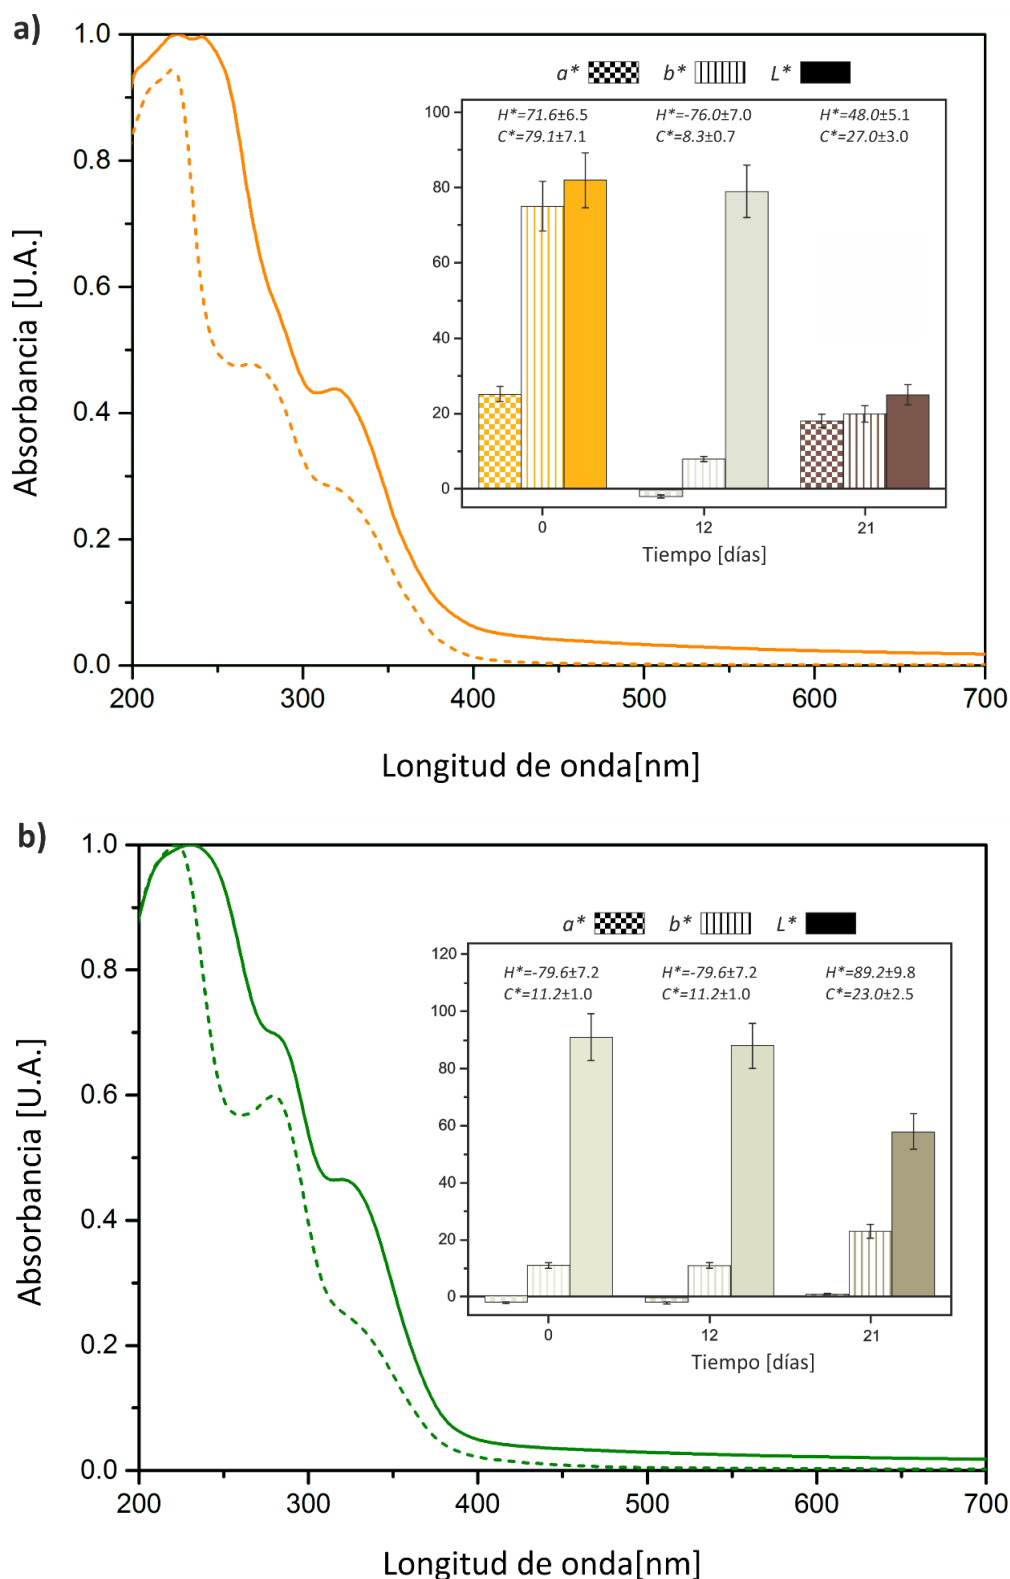 a)
a* b* L*
H*=71.6±6.5 H*=-76.0±7.0 H*=48.0±5.1
C*=79.1±7.1 C*=8.3±0.7 C*=27.0±3.0
100
80
60
40
20
0
0 12 21
Tiempo [días]
1.0
0.8
0.6
0.4
0.2
0.0
Absorbancia [U.A.]
200 300 400 500 600 700
Longitud de onda[nm]
b)
a* b* L*
H*=-79.6±7.2 H*=-79.6±7.2 H*=89.2±9.8
C*=11.2±1.0 C*=11.2±1.0 C*=23.0±2.5
120
100
80
60
40
20
0
0 12 21
Tiempo [días]
1.0
0.8
0.6
0.4
0.2
0.0
Absorbancia [U.A.]
200 300 400 500 600 700
Longitud de onda[nm]